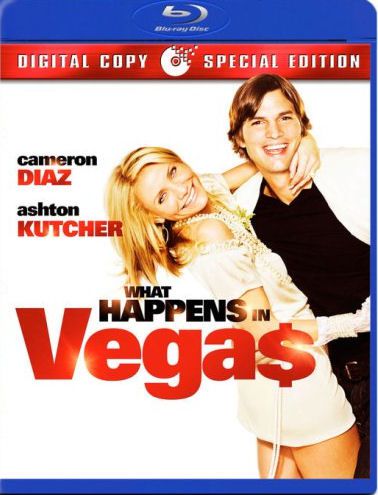 Blu-ray Disc
DIGITAL COPY SPECIAL EDITION
cameron
DIAZ
ashton
KUTCHER
WHAT
HAPPENS IN
Vega$